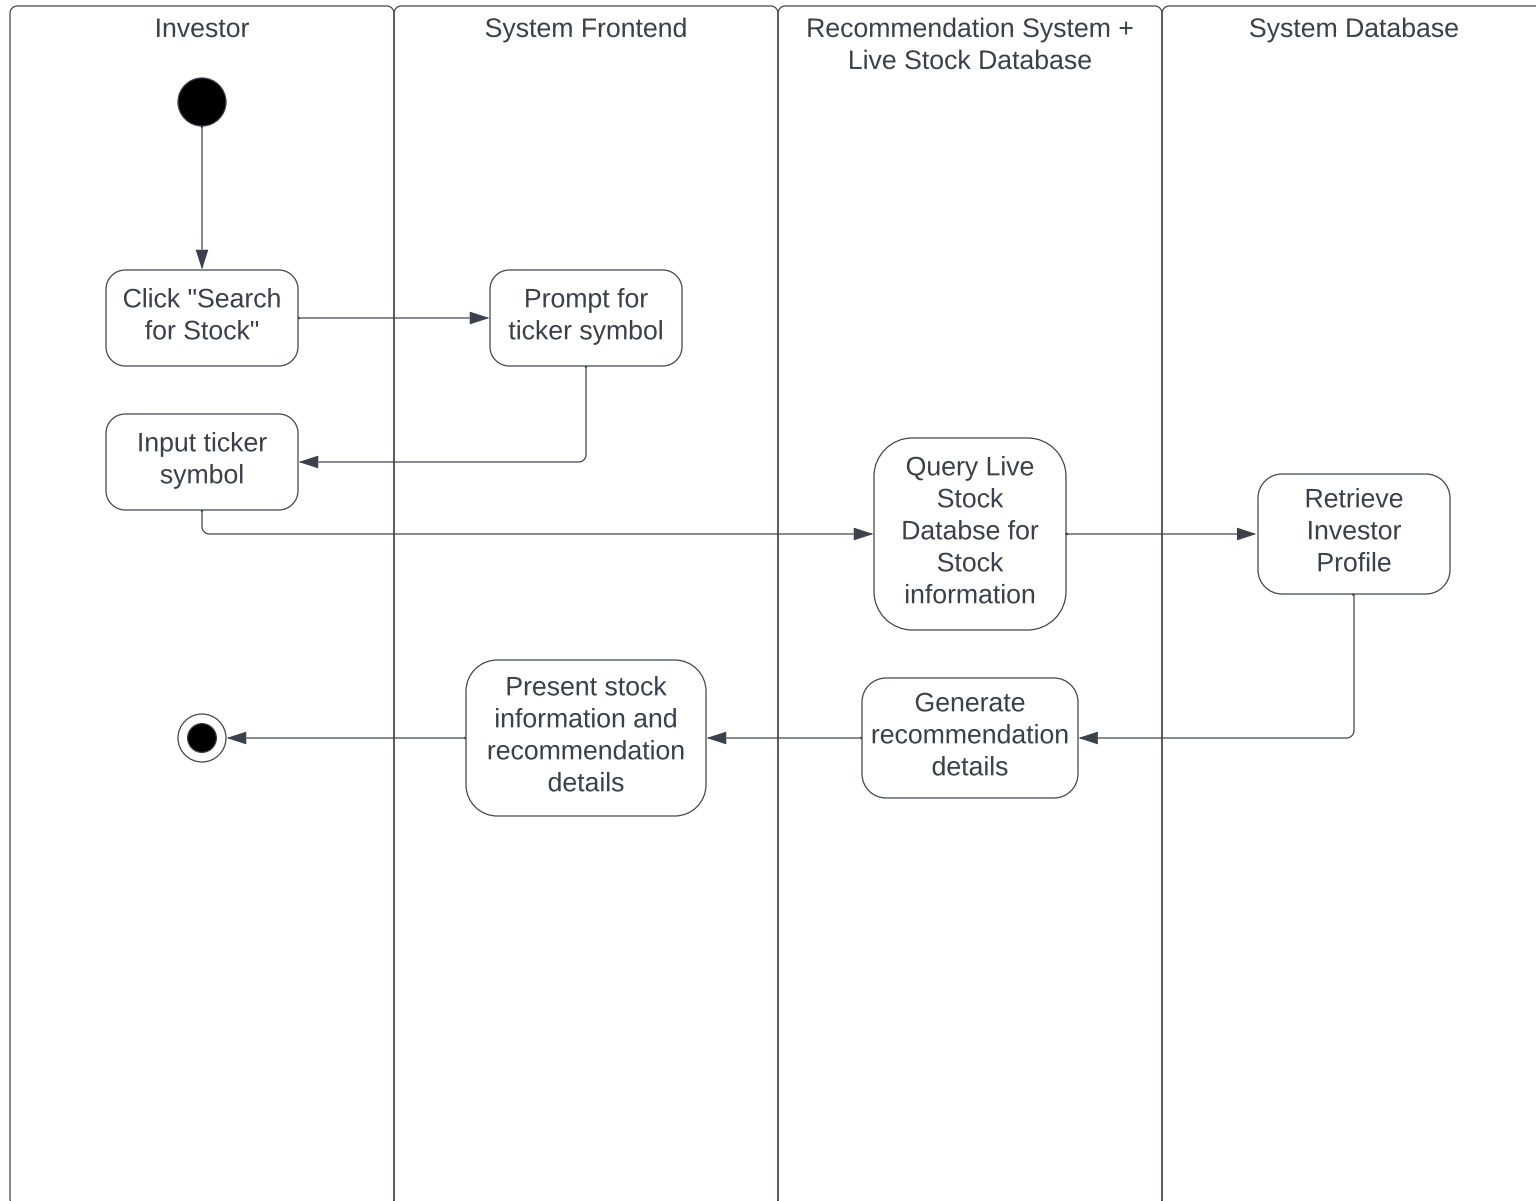 Investor
System Frontend
Recommendation System +
Live Stock Database
System Database
Click "Search
for Stock"
Prompt for
ticker symbol
Input ticker
symbol
Query Live
Stock
Databse for
Stock
information
Retrieve
Investor
Profile
Present stock
information and
recommendation
details
Generate
recommendation
details